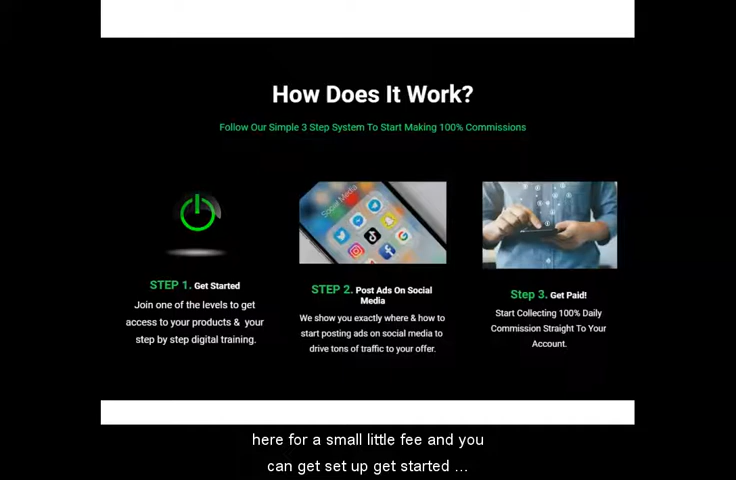 How Does It Work?
Follow Our Simple 3 Step System To Start Making 100% Commissions
Social Media
STEP 1. Get Started
Join one of the levels to get
access to your products & your
step by step digital training.
STEP 2. Post Ads On Social
Media
We show you exactly where & how to
start posting ads on social media to
drive tons of traffic to your offer.
Step 3. Get Paid!
Start Collecting 100% Daily
Commission Straight To Your
Account.
here for a small little fee and you
can get set up get started ...